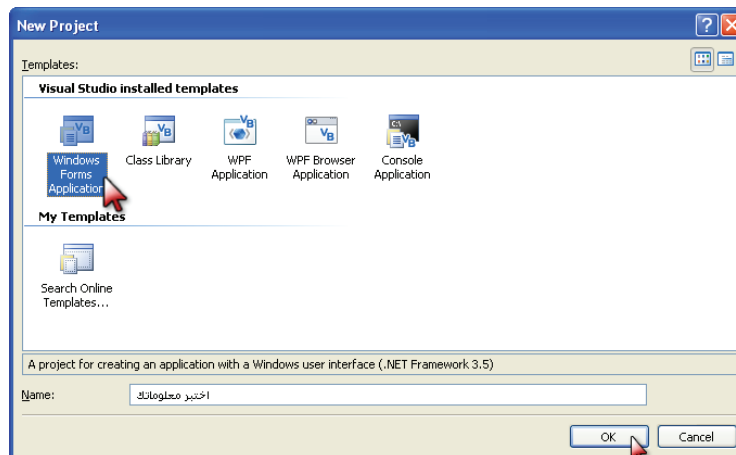 New Project
Templates:
Visual Studio installed templates
Windows Forms Application
Class Library
WPF Application
WPF Browser Application
Console Application
My Templates
Search Online Templates...
A project for creating an application with a Windows user interface (.NET Framework 3.5)
Name:
اختبر معلوماتك
OK
Cancel